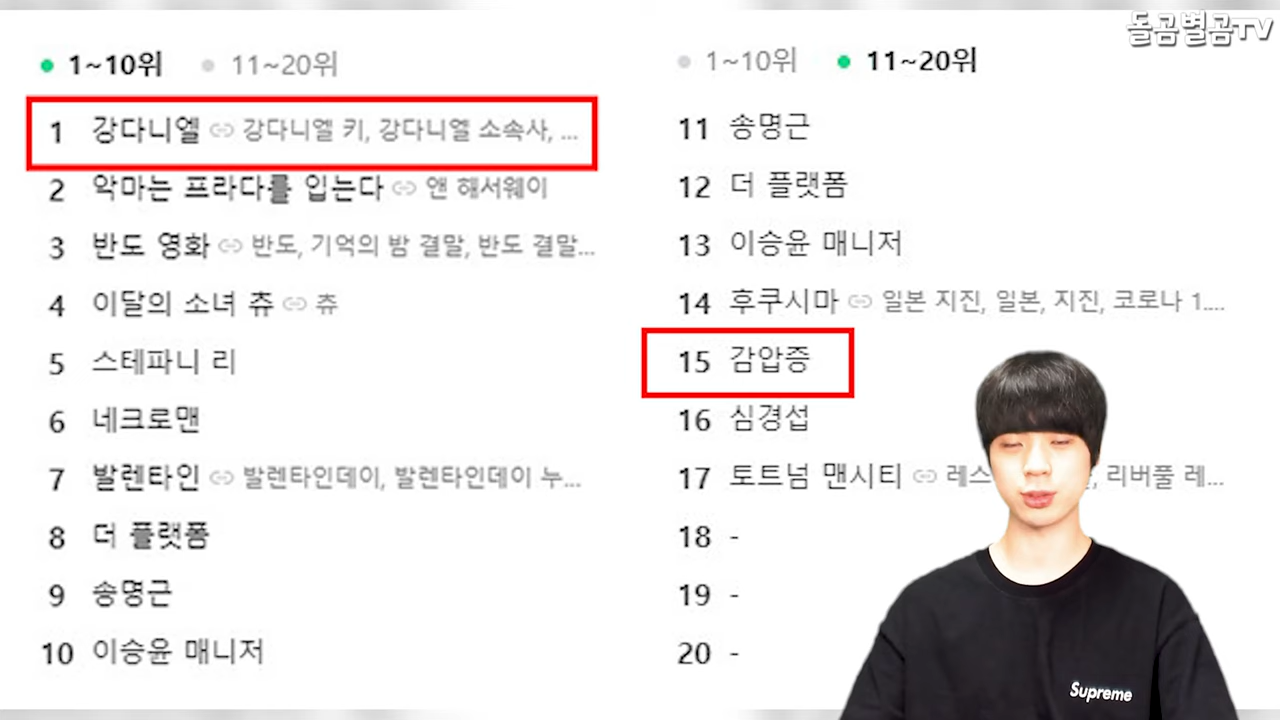 돌곰별곰TV
1~10위 11~20위
1 강다니엘 강다니엘 키, 강다니엘 소속사, ...
2 악마는 프라다를 입는다 앤 해서웨이
3 반도 영화 반도, 기억의 밤 결말, 반도 결말...
4 이달의 소녀 츄 츄
5 스테파니 리
6 네크로맨
7 발렌타인 발렌타인데이, 발렌타인데이 누...
8 더 플랫폼
9 송명근
10 이승윤 매니저
1~10위 11~20위
11 송명근
12 더 플랫폼
13 이승윤 매니저
14 후쿠시마 일본 지진, 일본, 지진, 코로나 1....
15 감압증
16 심경섭
17 토트넘 맨시티 레스 , 리버풀 레...
18 -
19 -
20 -
Supreme